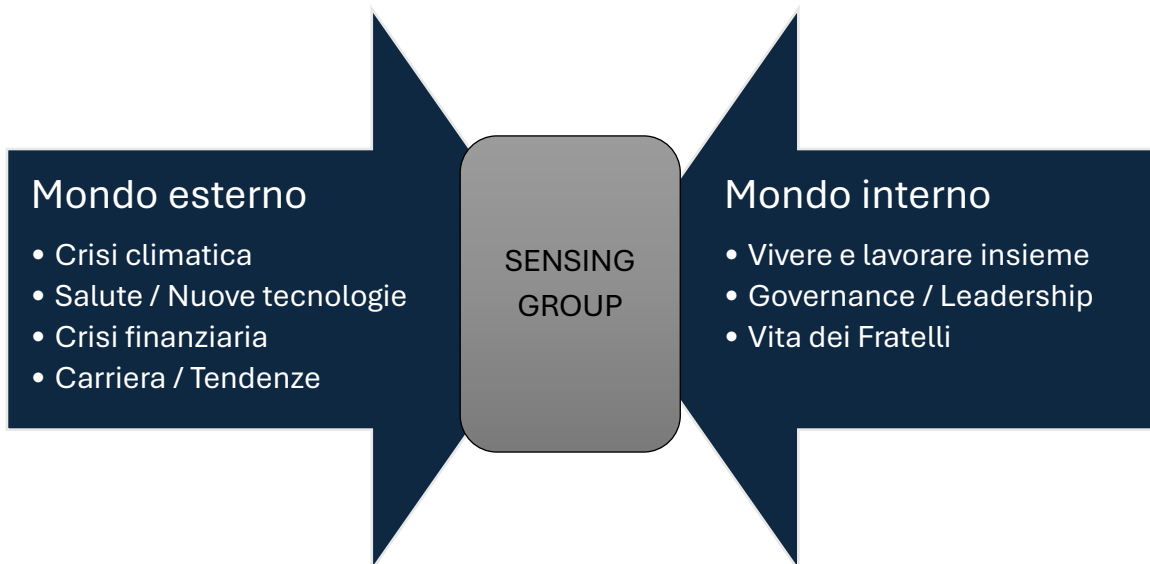 Mondo esterno
• Crisi climatica
• Salute / Nuove tecnologie
• Crisi finanziaria
• Carriera / Tendenze
SENSING
GROUP
Mondo interno
• Vivere e lavorare insieme
• Governance / Leadership
• Vita dei Fratelli